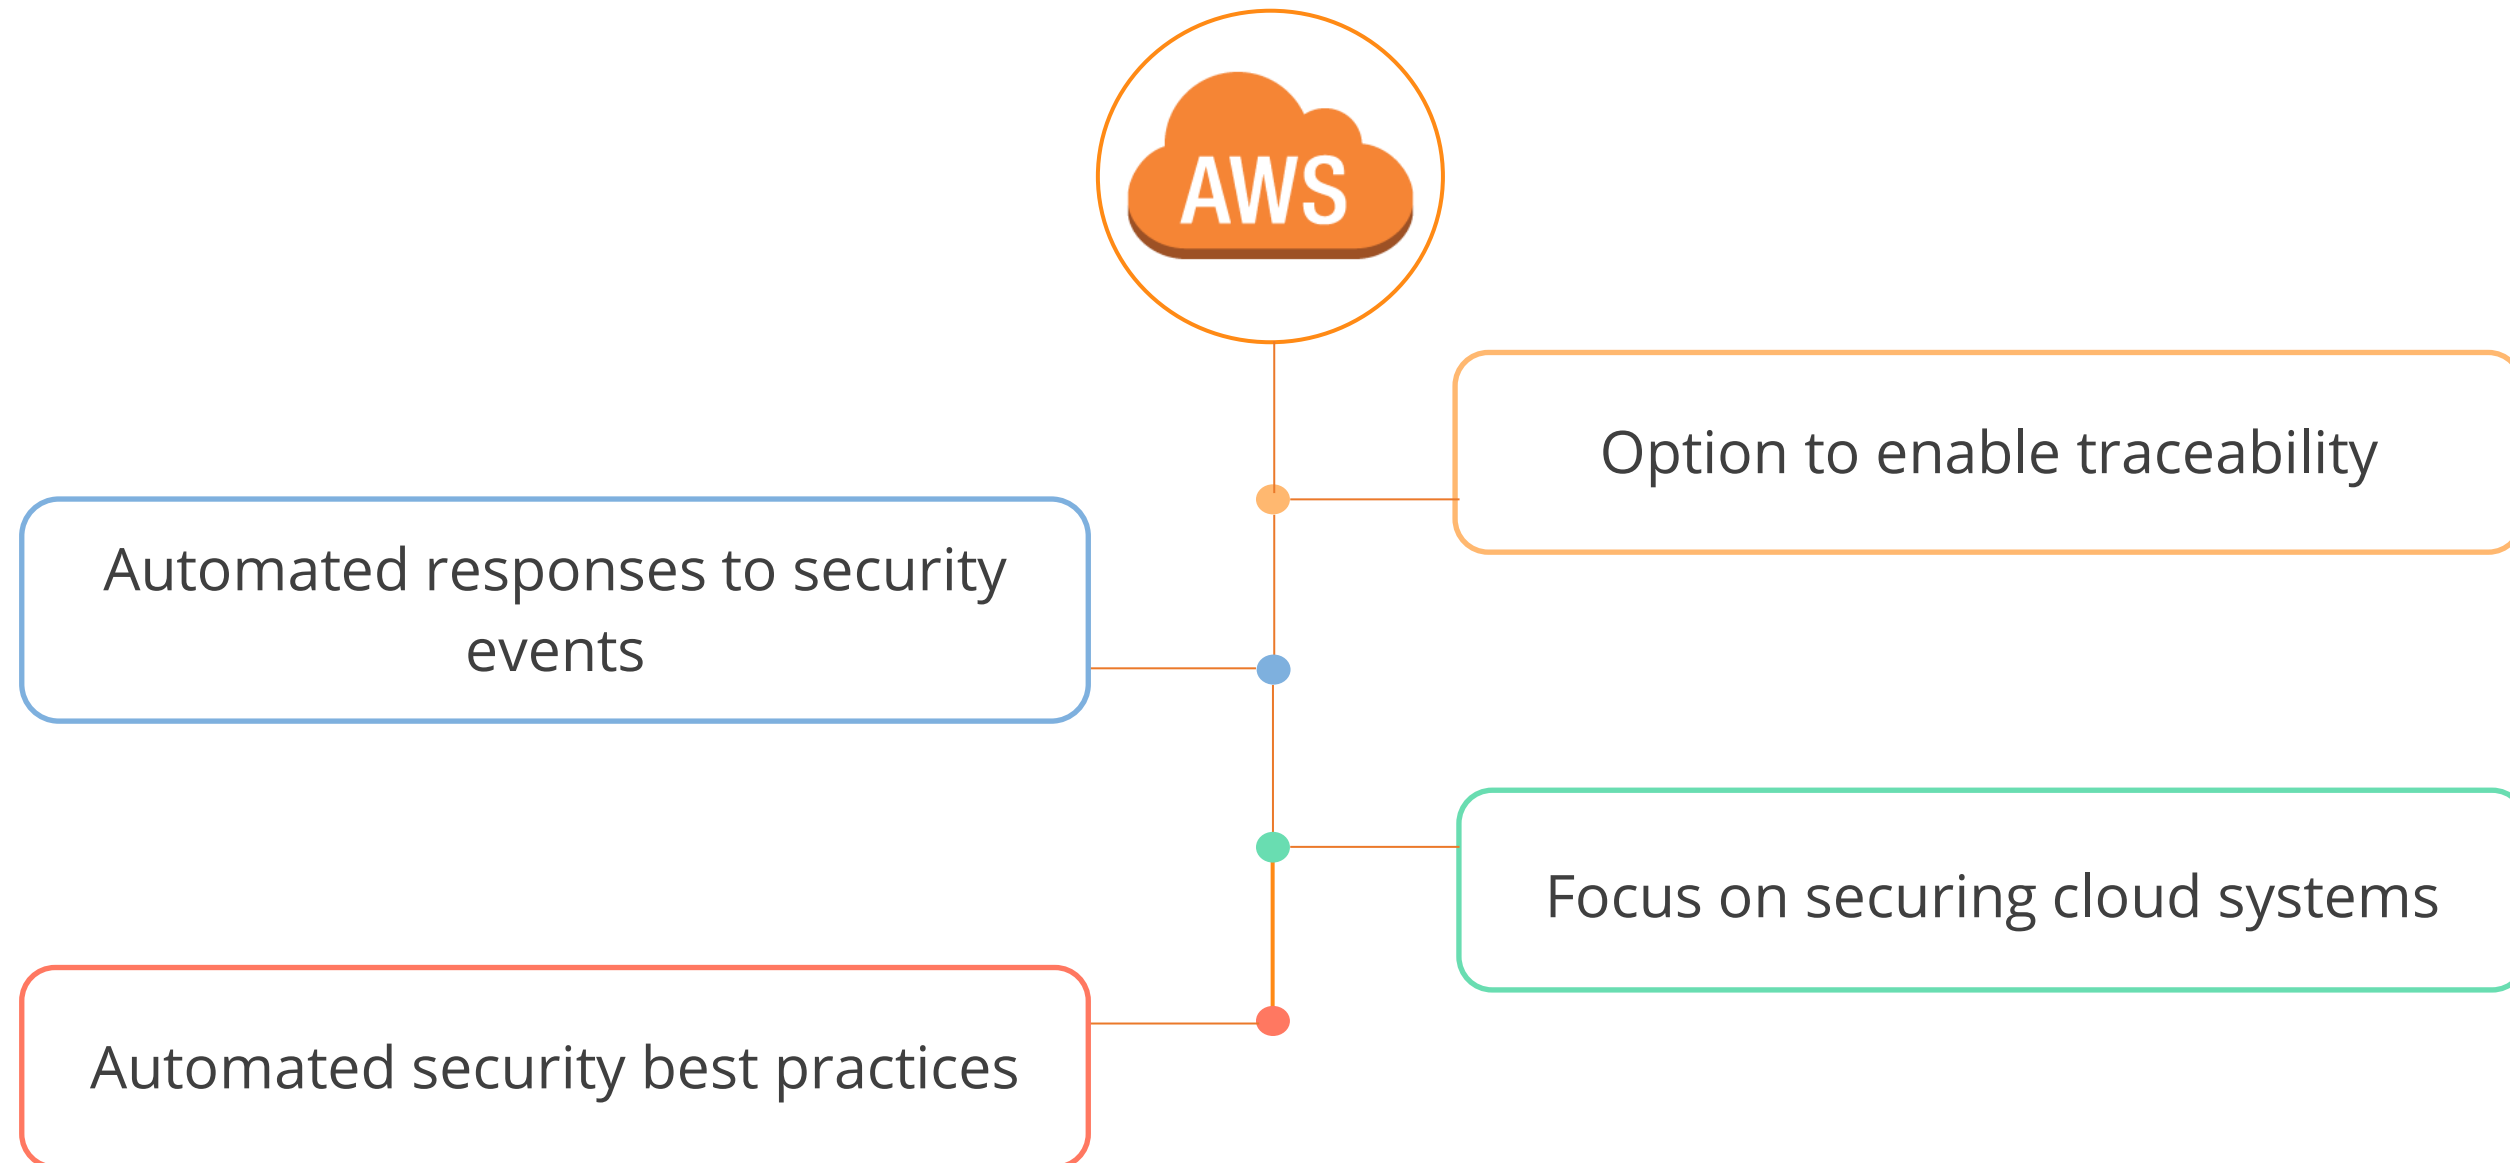 AWS
Option to enable traceability
Automated responses to security
events
Focus on securing cloud systems
Automated security best practices